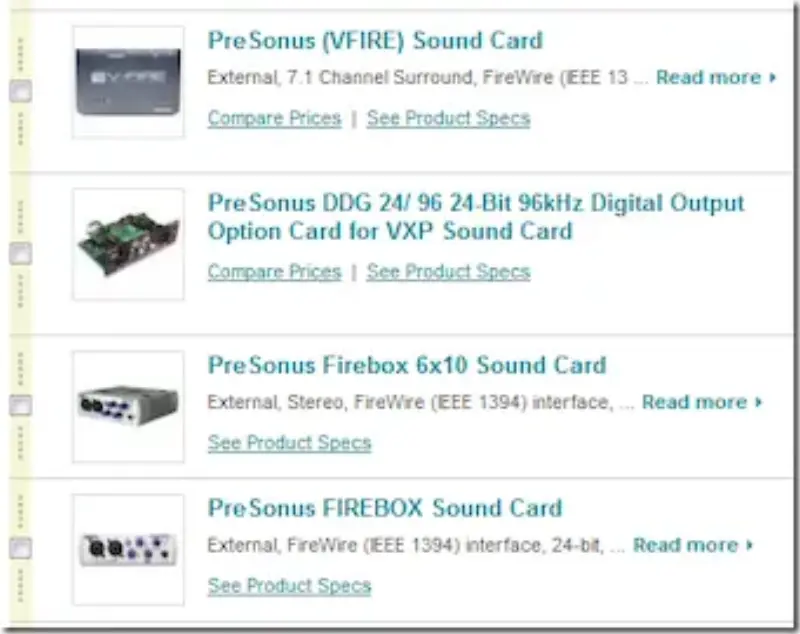 PreSonus (VFIRE) Sound Card
External, 7.1 Channel Surround, FireWire (IEEE 13 ... Read more
Compare Prices | See Product Specs
PreSonus DDG 24/ 96 24-Bit 96kHz Digital Output
Option Card for VXP Sound Card
Compare Prices | See Product Specs
PreSonus Firebox 6x10 Sound Card
External, Stereo, FireWire (IEEE 1394) interface, ... Read more
See Product Specs
PreSonus FIREBOX Sound Card
External, FireWire (IEEE 1394) interface, 24-bit, ... Read more
See Product Specs